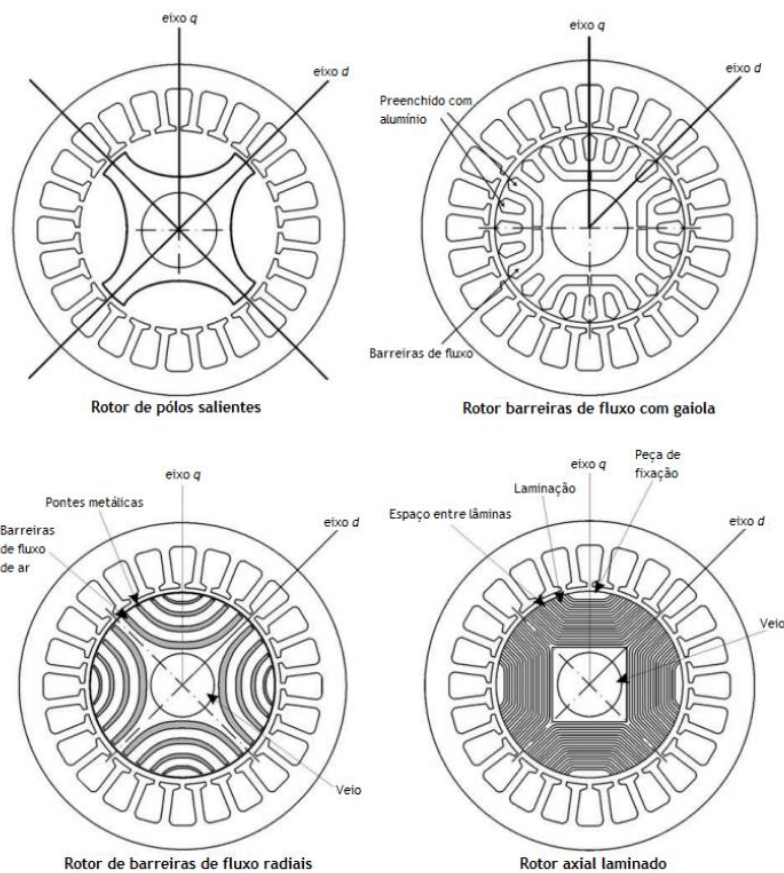 eixo q
eixo d
Rotor de pólos salientes
eixo q
eixo d
Preenchido com
alumínio
Barreiras de fluxo
Rotor barreiras de fluxo com gaiola
eixo q
Pontes metálicas
eixo d
Barreiras
de fluxo
de ar
Veio
Rotor de barreiras de fluxo radiais
Peça de
fixação
eixo q
Laminação
Espaço entre lâminas
eixo d
Veio
Rotor axial laminado